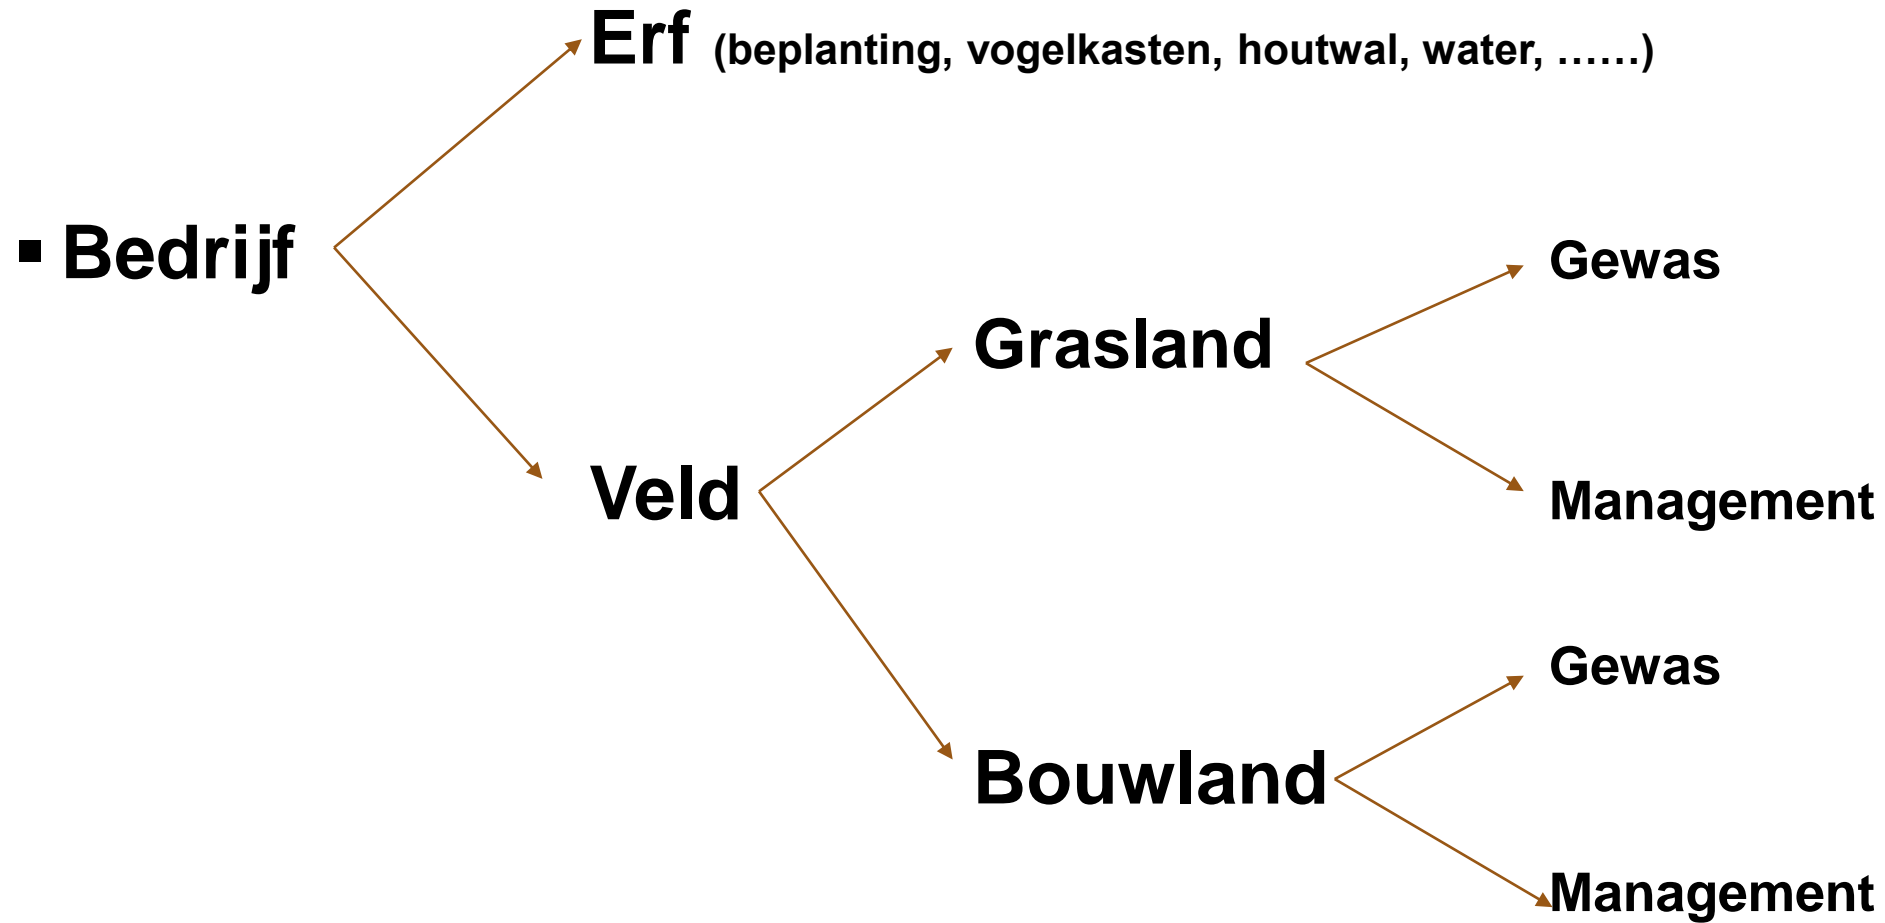 Erf (beplanting, vogelkasten, houtwal, water, ……)
▪ Bedrijf
Gewas
Grasland
Veld
Management
Gewas
Bouwland
Management